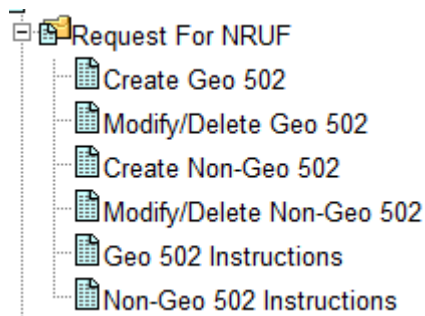 Request For NRUF
Create Geo 502
Modify/Delete Geo 502
Create Non-Geo 502
Modify/Delete Non-Geo 502
Geo 502 Instructions
Non-Geo 502 Instructions